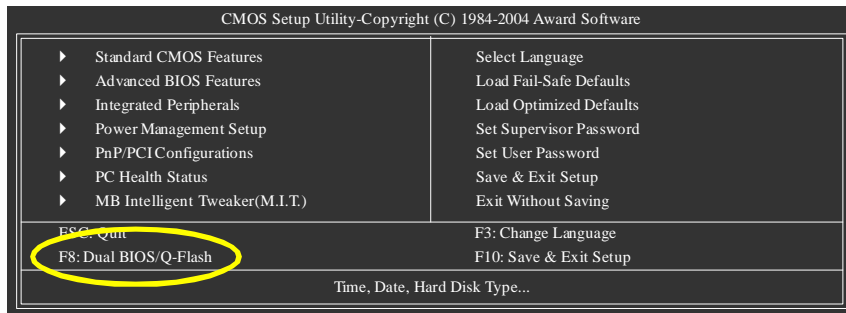 CMOS Setup Utility-Copyright (C) 1984-2004 Award Software
Standard CMOS Features
Advanced BIOS Features
Integrated Peripherals
Power Management Setup
PnP/PCI Configurations
PC Health Status
MB Intelligent Tweaker(M.I.T.)
Select Language
Load Fail-Safe Defaults
Load Optimized Defaults
Set Supervisor Password
Set User Password
Save & Exit Setup
Exit Without Saving
ESC: Quit
F3: Change Language
F8: Dual BIOS/Q-Flash
F10: Save & Exit Setup
Time, Date, Hard Disk Type...